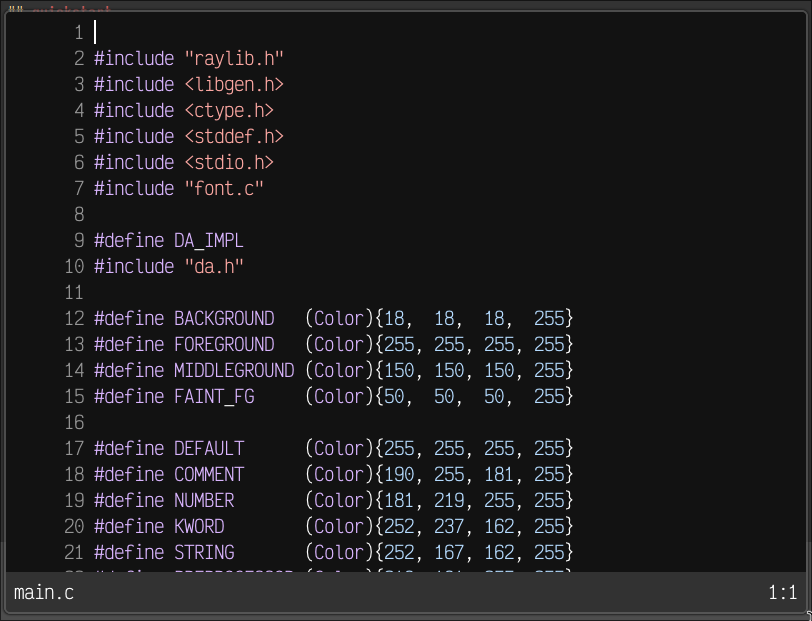 ## quickstart
1
2 #include "raylib.h"
3 #include <libgen.h>
4 #include <ctype.h>
5 #include <stddef.h>
6 #include <stdio.h>
7 #include "font.c"
8
9 #define DA_IMPL
10 #include "da.h"
11
12 #define BACKGROUND   (Color){18,  18,  18,  255}
13 #define FOREGROUND   (Color){255, 255, 255, 255}
14 #define MIDDLEGROUND (Color){150, 150, 150, 255}
15 #define FAINT_FG     (Color){50,  50,  50,  255}
16
17 #define DEFAULT      (Color){255, 255, 255, 255}
18 #define COMMENT      (Color){190, 255, 181, 255}
19 #define NUMBER       (Color){181, 219, 255, 255}
20 #define KWORD        (Color){252, 237, 162, 255}
21 #define STRING       (Color){252, 167, 162, 255}
main.c 1:1